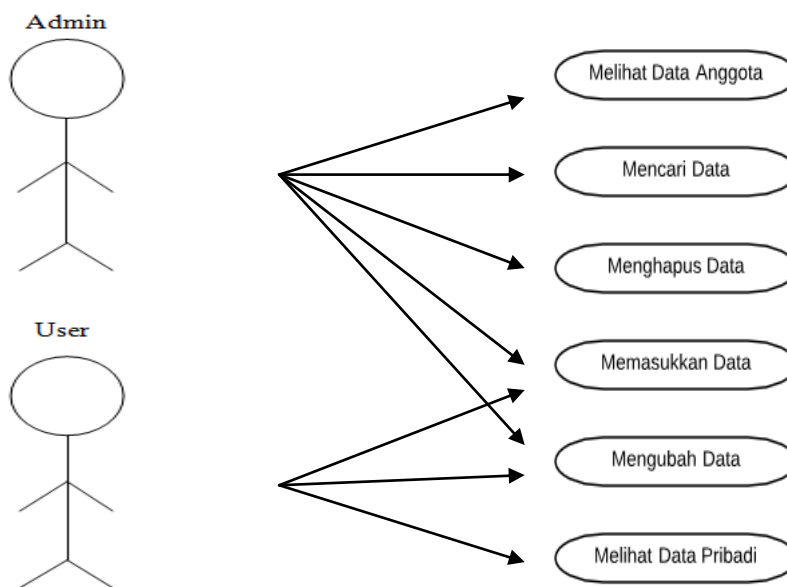 Admin
Melihat Data Anggota
Mencari Data
Menghapus Data
User
Memasukkan Data
Mengubah Data
Melihat Data Pribadi